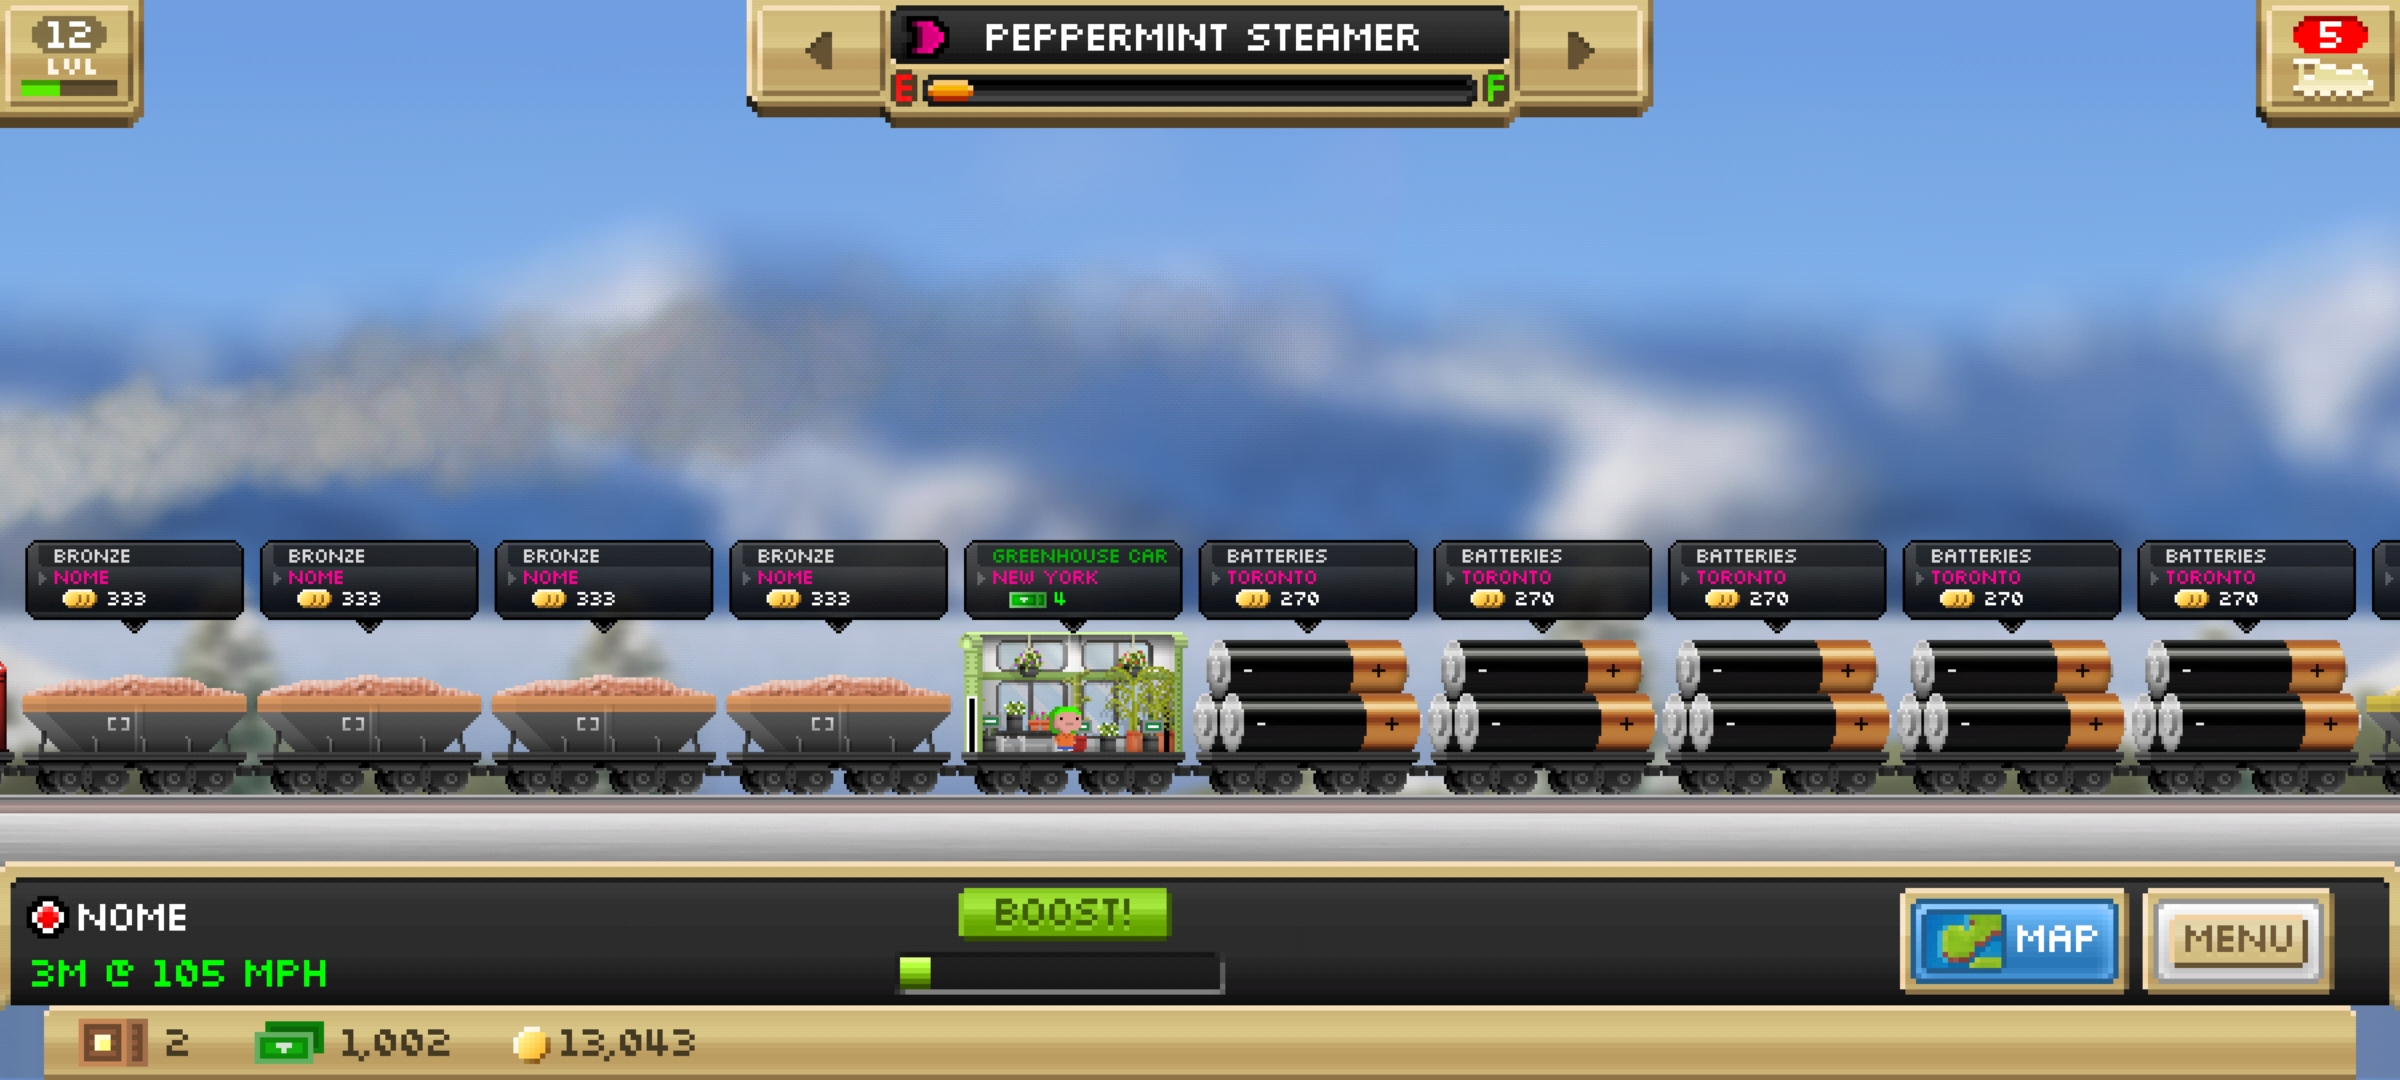 12
LVL
PEPPERMINT STEAMER
E F
5
BRONZE
NOME
333
BRONZE
NOME
333
BRONZE
NOME
333
BRONZE
NOME
333
GREENHOUSE CAR
NEW YORK
4
BATTERIES
TORONTO
270
BATTERIES
TORONTO
270
BATTERIES
TORONTO
270
BATTERIES
TORONTO
270
BATTERIES
TORONTO
270
- +
- +
- +
- +
- +
- +
- +
- +
- +
- +
NOME
3M @ 105 MPH
BOOST!
MAP
MENU
2
1,002
13,043